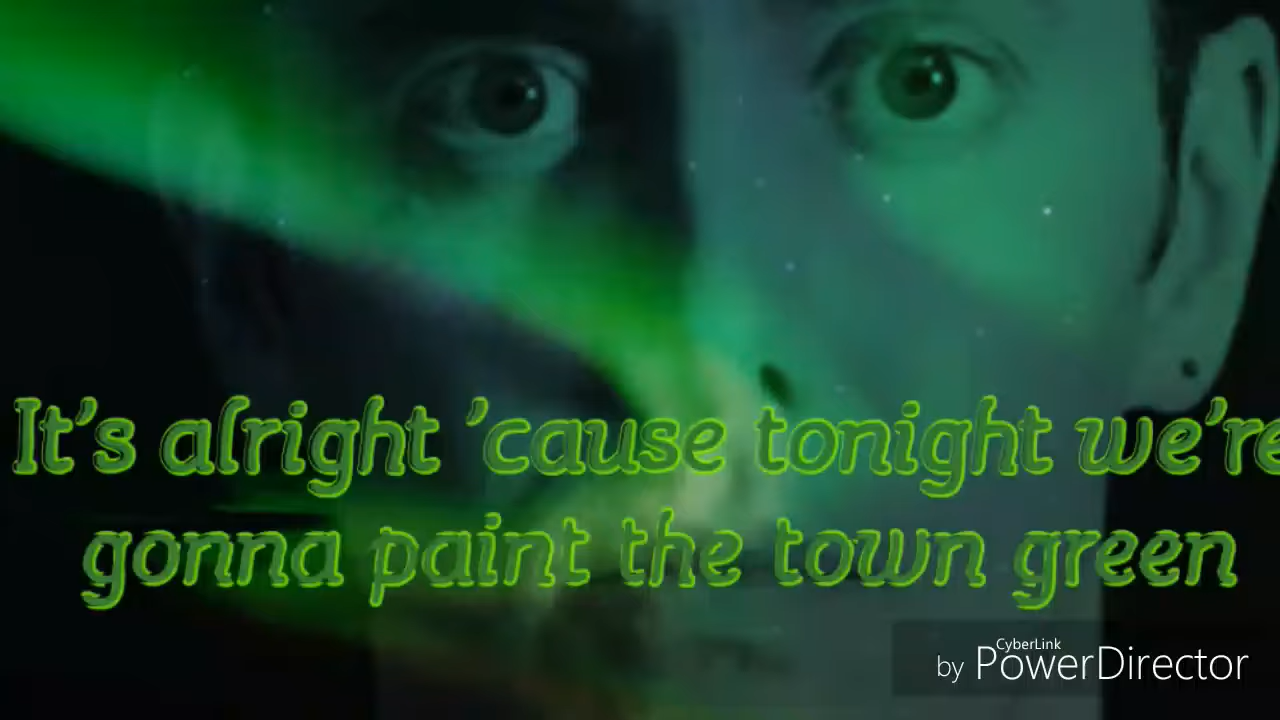 It's alright 'cause tonight we're
gonna paint the town green
CyberLink
by PowerDirector